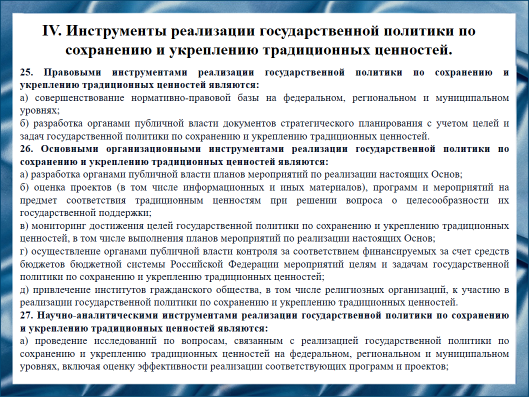 IV. Инструменты реализации государственной политики по
сохранению и укреплению традиционных ценностей.
25. Правовыми инструментами реализации государственной политики по сохранению и
укреплению традиционных ценностей являются:
а) совершенствование нормативно-правовой базы на федеральном, региональном и муниципальном
уровнях;
б) разработка органами публичной власти документов стратегического планирования с учетом целей и
задач государственной политики по сохранению и укреплению традиционных ценностей.
26. Основными организационными инструментами реализации государственной политики по
сохранению и укреплению традиционных ценностей являются:
а) разработка органами публичной власти планов мероприятий по реализации настоящих Основ;
б) оценка проектов (в том числе информационных и иных материалов), программ и мероприятий на
предмет соответствия традиционным ценностям при решении вопроса о целесообразности их
государственной поддержки;
в) мониторинг достижения целей государственной политики по сохранению и укреплению традиционных
ценностей, в том числе выполнения планов мероприятий по реализации настоящих Основ;
г) осуществление органами публичной власти контроля за соответствием финансируемых за счет средств
бюджетов бюджетной системы Российской Федерации мероприятий целям и задачам государственной
политики по сохранению и укреплению традиционных ценностей;
д) привлечение институтов гражданского общества, в том числе религиозных организаций, к участию в
реализации государственной политики по сохранению и укреплению традиционных ценностей.
27. Научно-аналитическими инструментами реализации государственной политики по сохранению
и укреплению традиционных ценностей являются:
а) проведение исследований по вопросам, связанным с реализацией государственной политики по
сохранению и укреплению традиционных ценностей на федеральном, региональном и муниципальном
уровнях, включая оценку эффективности реализации соответствующих программ и проектов;